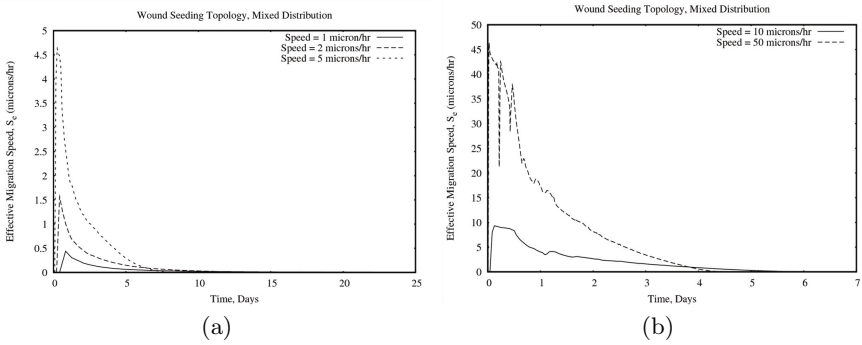 Wound Seeding Topology, Mixed Distribution
Speed = 1 micron/hr
Speed = 2 microns/hr
Speed = 5 microns/hr
Effective Migration Speed, S_e (microns/hr)
5
4.5
4
3.5
3
2.5
2
1.5
1
0.5
0
0 5 10 15 20 25
Time, Days
(a)
Wound Seeding Topology, Mixed Distribution
Speed = 10 microns/hr
Speed = 50 microns/hr
Effective Migration Speed, S_e (microns/hr)
50
45
40
35
30
25
20
15
10
5
0
0 1 2 3 4 5 6 7
Time, Days
(b)